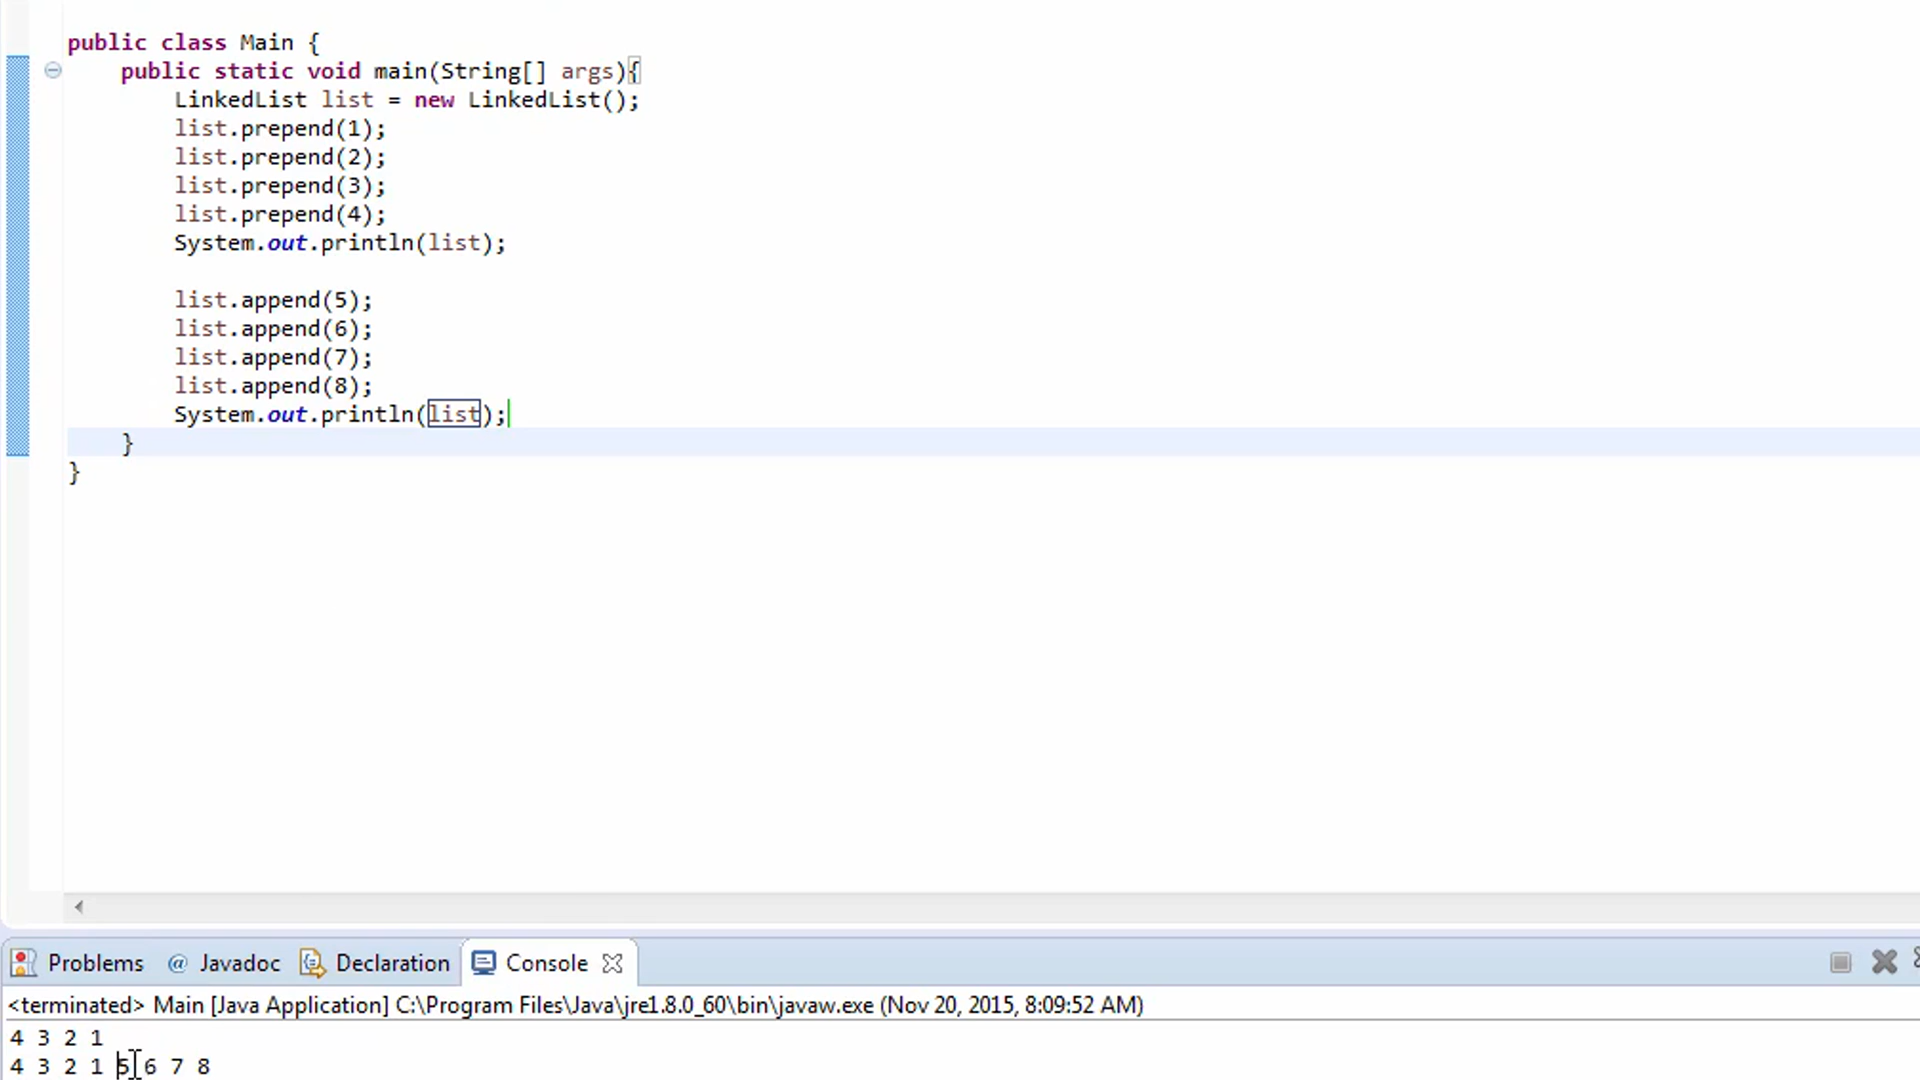 public class Main {
    public static void main(String[] args){
        LinkedList list = new LinkedList();
        list.prepend(1);
        list.prepend(2);
        list.prepend(3);
        list.prepend(4);
        System.out.println(list);

        list.append(5);
        list.append(6);
        list.append(7);
        list.append(8);
        System.out.println(list);
    }
}
Problems @ Javadoc Declaration Console
<terminated> Main [Java Application] C:\Program Files\Java\jre1.8.0_60\bin\javaw.exe (Nov 20, 2015, 8:09:52 AM)
4 3 2 1
4 3 2 1 5 6 7 8